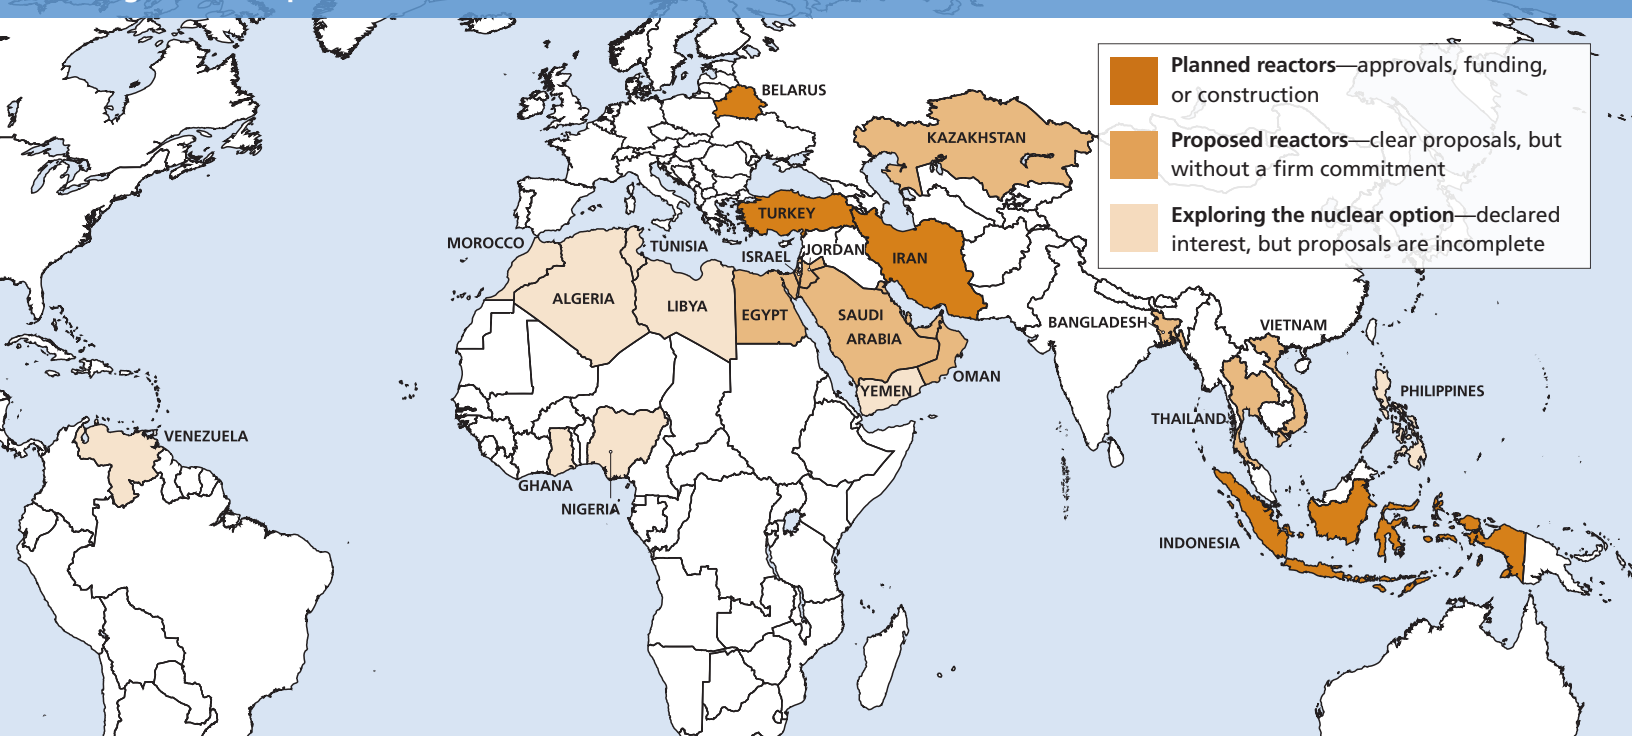 Planned reactors—approvals, funding,
or construction
Proposed reactors—clear proposals, but
without a firm commitment
Exploring the nuclear option—declared
interest, but proposals are incomplete
BELARUS
KAZAKHSTAN
TURKEY
MOROCCO
TUNISIA
ISRAEL
JORDAN
IRAN
ALGERIA
LIBYA
EGYPT
SAUDI
ARABIA
BANGLADESH
VIETNAM
YEMEN
OMAN
PHILIPPINES
THAILAND
VENEZUELA
GHANA
NIGERIA
INDONESIA